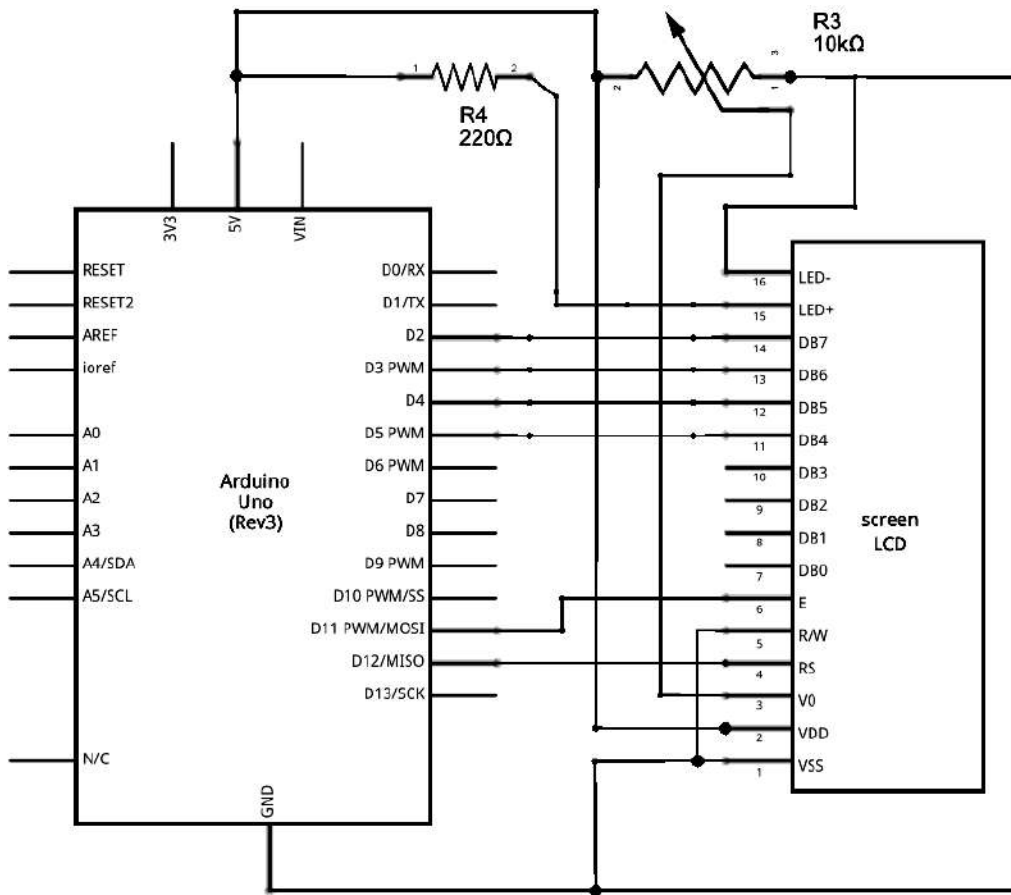 R3
10kΩ
3
1
2
1
2
R4
220Ω
3V3
5V
VIN
RESET
RESET2
AREF
ioref
A0
A1
A2
A3
A4/SDA
A5/SCL
N/C
Arduino
Uno
(Rev3)
D0/RX
D1/TX
D2
D3 PWM
D4
D5 PWM
D6 PWM
D7
D8
D9 PWM
D10 PWM/SS
D11 PWM/MOSI
D12/MISO
D13/SCK
GND
16 LED-
15 LED+
14 DB7
13 DB6
12 DB5
11 DB4
10 DB3
9 DB2
8 DB1
7 DB0
6 E
5 R/W
4 RS
3 V0
2 VDD
1 VSS
screen
LCD